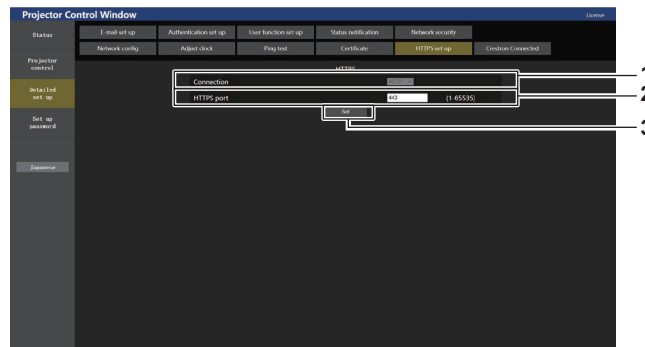 Projector Control Window
License
Status
E-mail set up
Authentication set up
User function set up
Status notification
Network security
Network config
Adjust clock
Ping test
Certificate
HTTPS set up
Crestron Connected
Projector
control
HTTPS
1
Connection
Detailed
set up
HTTPS port
443
(1-65535)
2
Set
3
Set up
password
Japanese